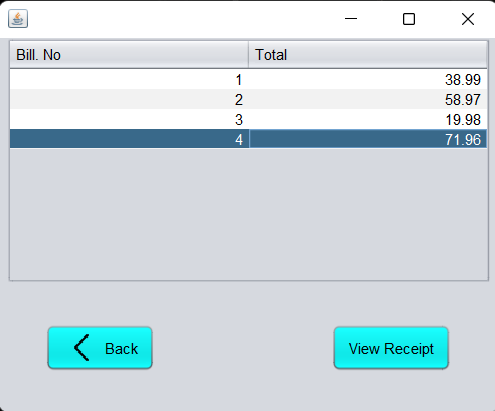 Bill. No Total
1 38.99
2 58.97
3 19.98
4 71.96
Back View Receipt